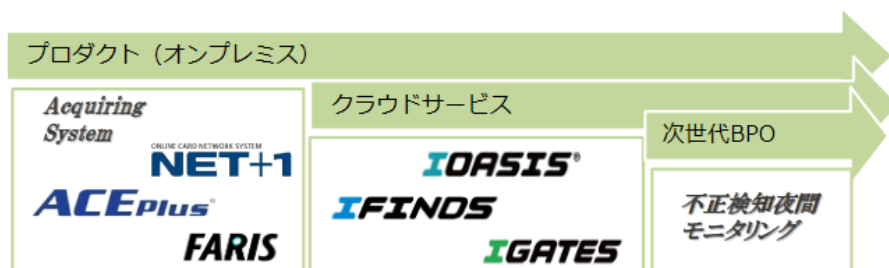 プロダクト（オンプレミス）
Acquiring
System
ONLINE CARD NETWORK SYSTEM
NET+1
ACEPlus
FARIS
クラウドサービス
IOASIS®
IFINDS
IGATES
次世代BPO
不正検知夜間
モニタリング